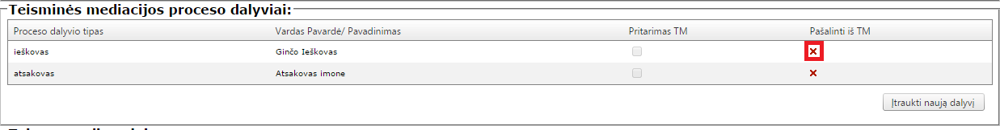 Teisminės mediacijos proceso dalyviai:
Proceso dalyvio tipas Vardas Pavardė/ Pavadinimas Pritarimas TM Pašalinti iš TM
ieškovas Ginčo Ieškovas
atsakovas Atsakovas imone
Įtraukti naują dalyvį